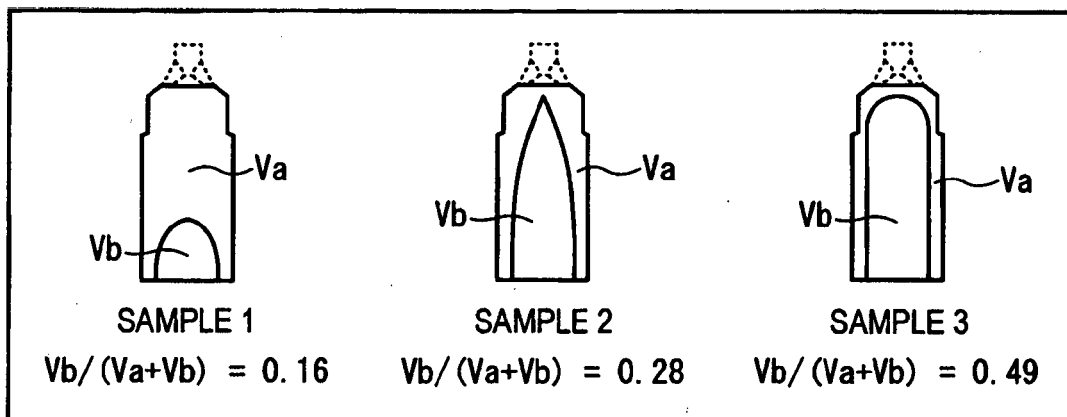 Va
Vb
SAMPLE 1
Vb/(Va+Vb) = 0.16
Va
Vb
SAMPLE 2
Vb/(Va+Vb) = 0.28
Va
Vb
SAMPLE 3
Vb/(Va+Vb) = 0.49